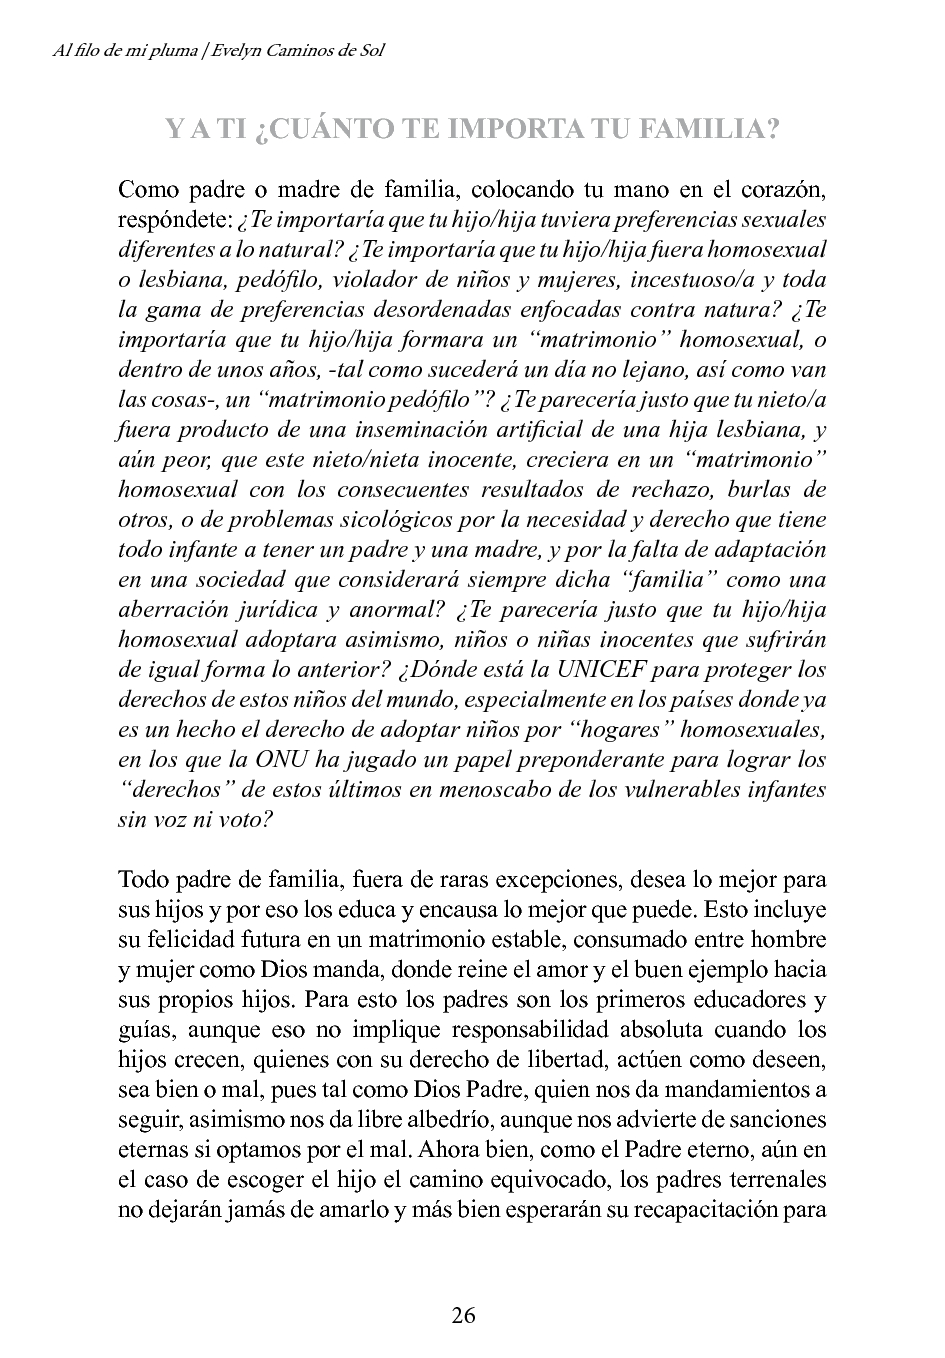 Al filo de mi pluma | Evelyn Caminos de Sol
Y A TI ¿CUÁNTO TE IMPORTA TU FAMILIA?
Como padre o madre de familia, colocando tu mano en el corazón,
respóndete: ¿Te importaría que tu hijo/hija tuviera preferencias sexuales
diferentes a lo natural? ¿Te importaría que tu hijo/hija fuera homosexual
o lesbiana, pedófilo, violador de niños y mujeres, incestuoso/a y toda
la gama de preferencias desordenadas enfocadas contra natura? ¿Te
importaría que tu hijo/hija formara un “matrimonio” homosexual, o
dentro de unos años, -tal como sucederá un día no lejano, así como van
las cosas-, un “matrimonio pedófilo”? ¿Te parecería justo que tu nieto/a
fuera producto de una inseminación artificial de una hija lesbiana, y
aún peor, que este nieto/nieta inocente, creciera en un “matrimonio”
homosexual con los consecuentes resultados de rechazo, burlas de
otros, o de problemas sicológicos por la necesidad y derecho que tiene
todo infante a tener un padre y una madre, y por la falta de adaptación
en una sociedad que considerará siempre dicha “familia” como una
aberración jurídica y anormal? ¿Te parecería justo que tu hijo/hija
homosexual adoptara asimismo, niños o niñas inocentes que sufrirán
de igual forma lo anterior? ¿Dónde está la UNICEF para proteger los
derechos de estos niños del mundo, especialmente en los países donde ya
es un hecho el derecho de adoptar niños por “hogares” homosexuales,
en los que la ONU ha jugado un papel preponderante para lograr los
“derechos” de estos últimos en menoscabo de los vulnerables infantes
sin voz ni voto?
Todo padre de familia, fuera de raras excepciones, desea lo mejor para
sus hijos y por eso los educa y encausa lo mejor que puede. Esto incluye
su felicidad futura en un matrimonio estable, consumado entre hombre
y mujer como Dios manda, donde reine el amor y el buen ejemplo hacia
sus propios hijos. Para esto los padres son los primeros educadores y
guías, aunque eso no implique responsabilidad absoluta cuando los
hijos crecen, quienes con su derecho de libertad, actúen como deseen,
sea bien o mal, pues tal como Dios Padre, quien nos da mandamientos a
seguir, asimismo nos da libre albedrío, aunque nos advierte de sanciones
eternas si optamos por el mal. Ahora bien, como el Padre eterno, aún en
el caso de escoger el hijo el camino equivocado, los padres terrenales
no dejarán jamás de amarlo y más bien esperarán su recapacitación para
26